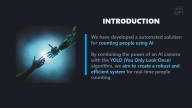 INTRODUCTION
We have developed a automated solution
for counting people using AI
By combining the power of an AI camera
with the YOLO (You Only Look Once)
algorithm, we aim to create a robust and
efficient system for real-time people
counting.